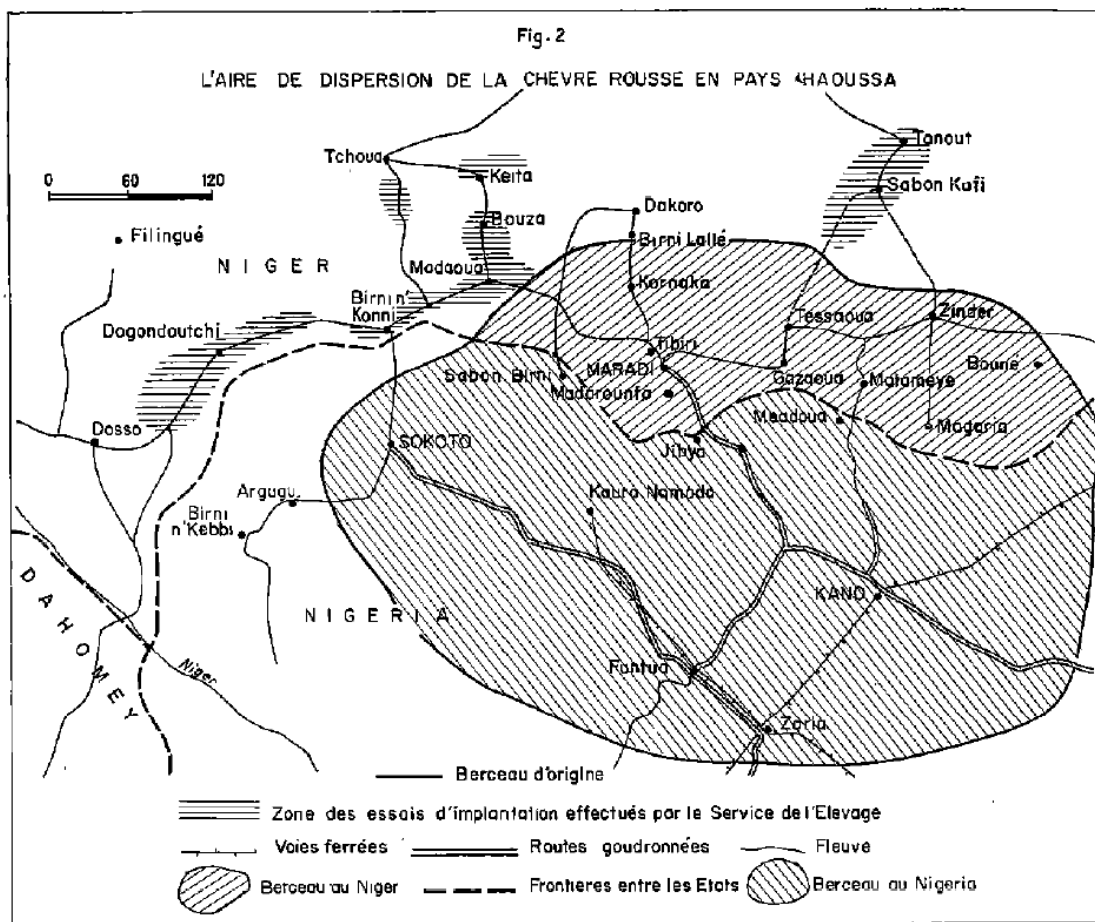 Fig. 2
L'AIRE DE DISPERSION DE LA CHEVRE ROUSSE EN PAYS HAOUSSA
Tchoua
Tanout
0 60 120
Keita
Sabon Kafi
Filingué
Bouza
Dakoro
Birni Lallé
NIGER
Madaoua
Kornaka
Birni n'
Konni
Dogondoutchi
Tessaoua
Zinder
Tibiri
MARADI
Sabon Birni
Gazaoua
Matameye
Bouné
Madarounfa
Meadoua
Magaria
Dosso
SOKOTO
Jibya
Argugu
Kaura Namoda
Birni
n'Kebbi
DAHOMEY
NIGERIA
KANO
Niger
Funtua
Zaria
Berceau d'origine
Zone des essais d'implantation effectués par le Service de l'Elevage
Voies ferrées Routes goudronnées Fleuve
Berceau au Niger Frontières entre les Etats Berceau au Nigeria